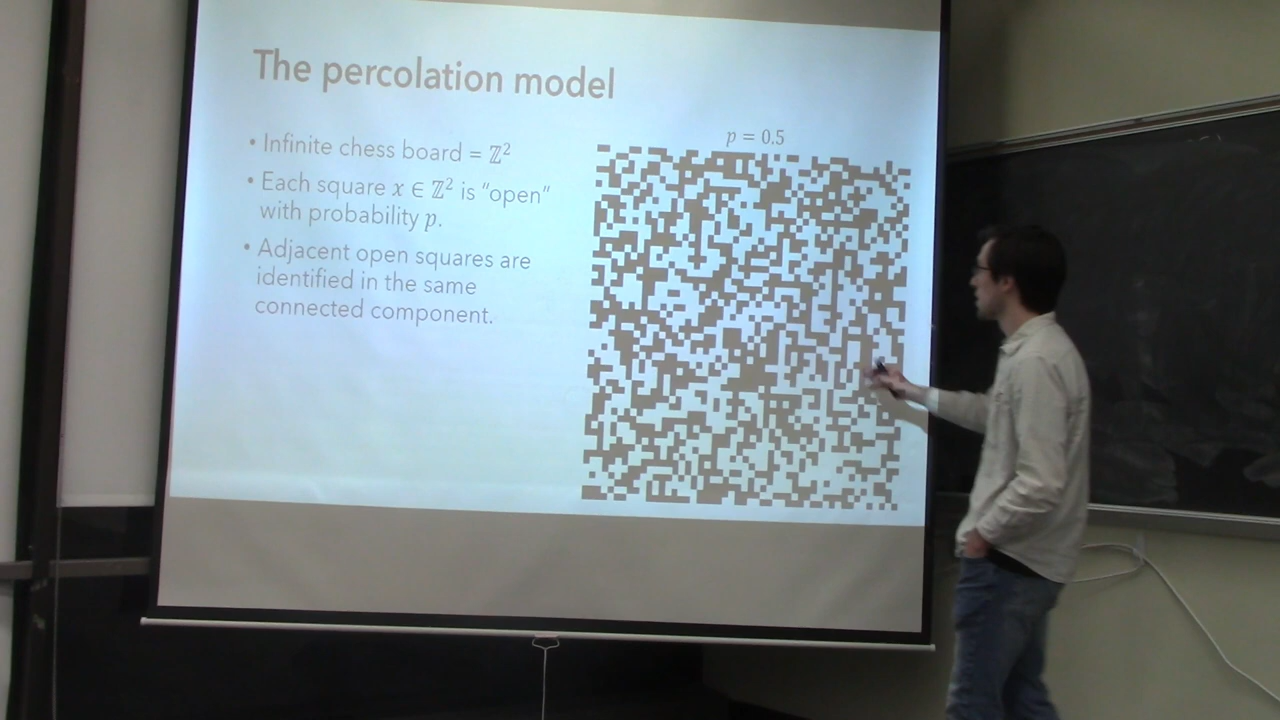 The percolation model
• Infinite chess board = ℤ²
• Each square x ∈ ℤ² is "open"
with probability p.
• Adjacent open squares are
identified in the same
connected component.
p = 0.5